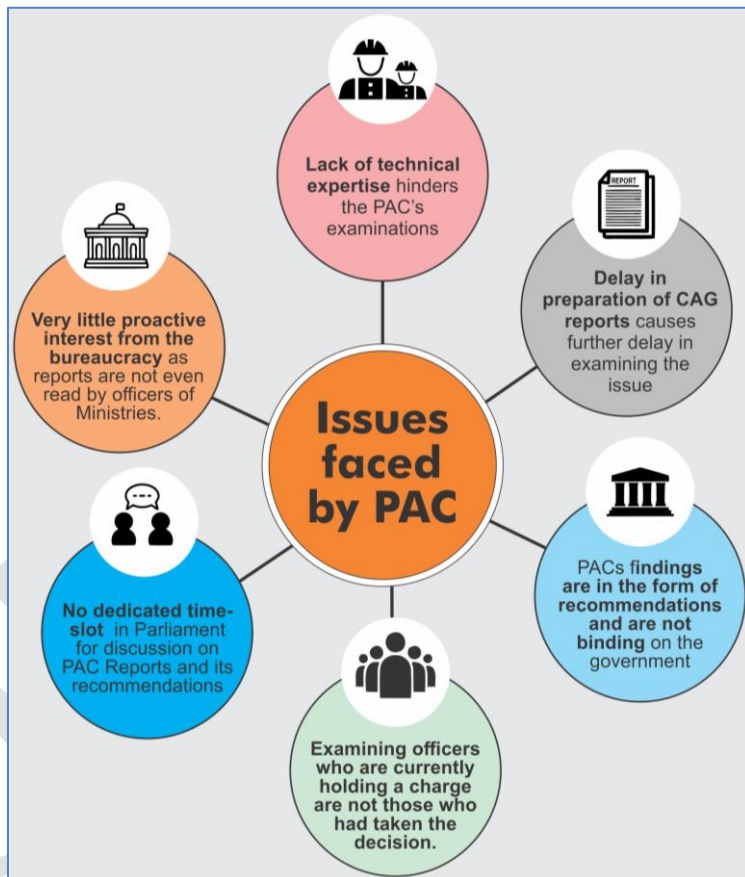 Issues
faced
by PAC
Lack of technical
expertise hinders
the PAC's
examinations
REPORT
Delay in
preparation of CAG
reports causes
further delay in
examining the
issue
PACs findings
are in the form of
recommendations
and are not
binding on the
government
Examining officers
who are currently
holding a charge
are not those who
had taken the
decision.
No dedicated time-
slot in Parliament
for discussion on
PAC Reports and its
recommendations
Very little proactive
interest from the
bureaucracy as
reports are not even
read by officers of
Ministries.